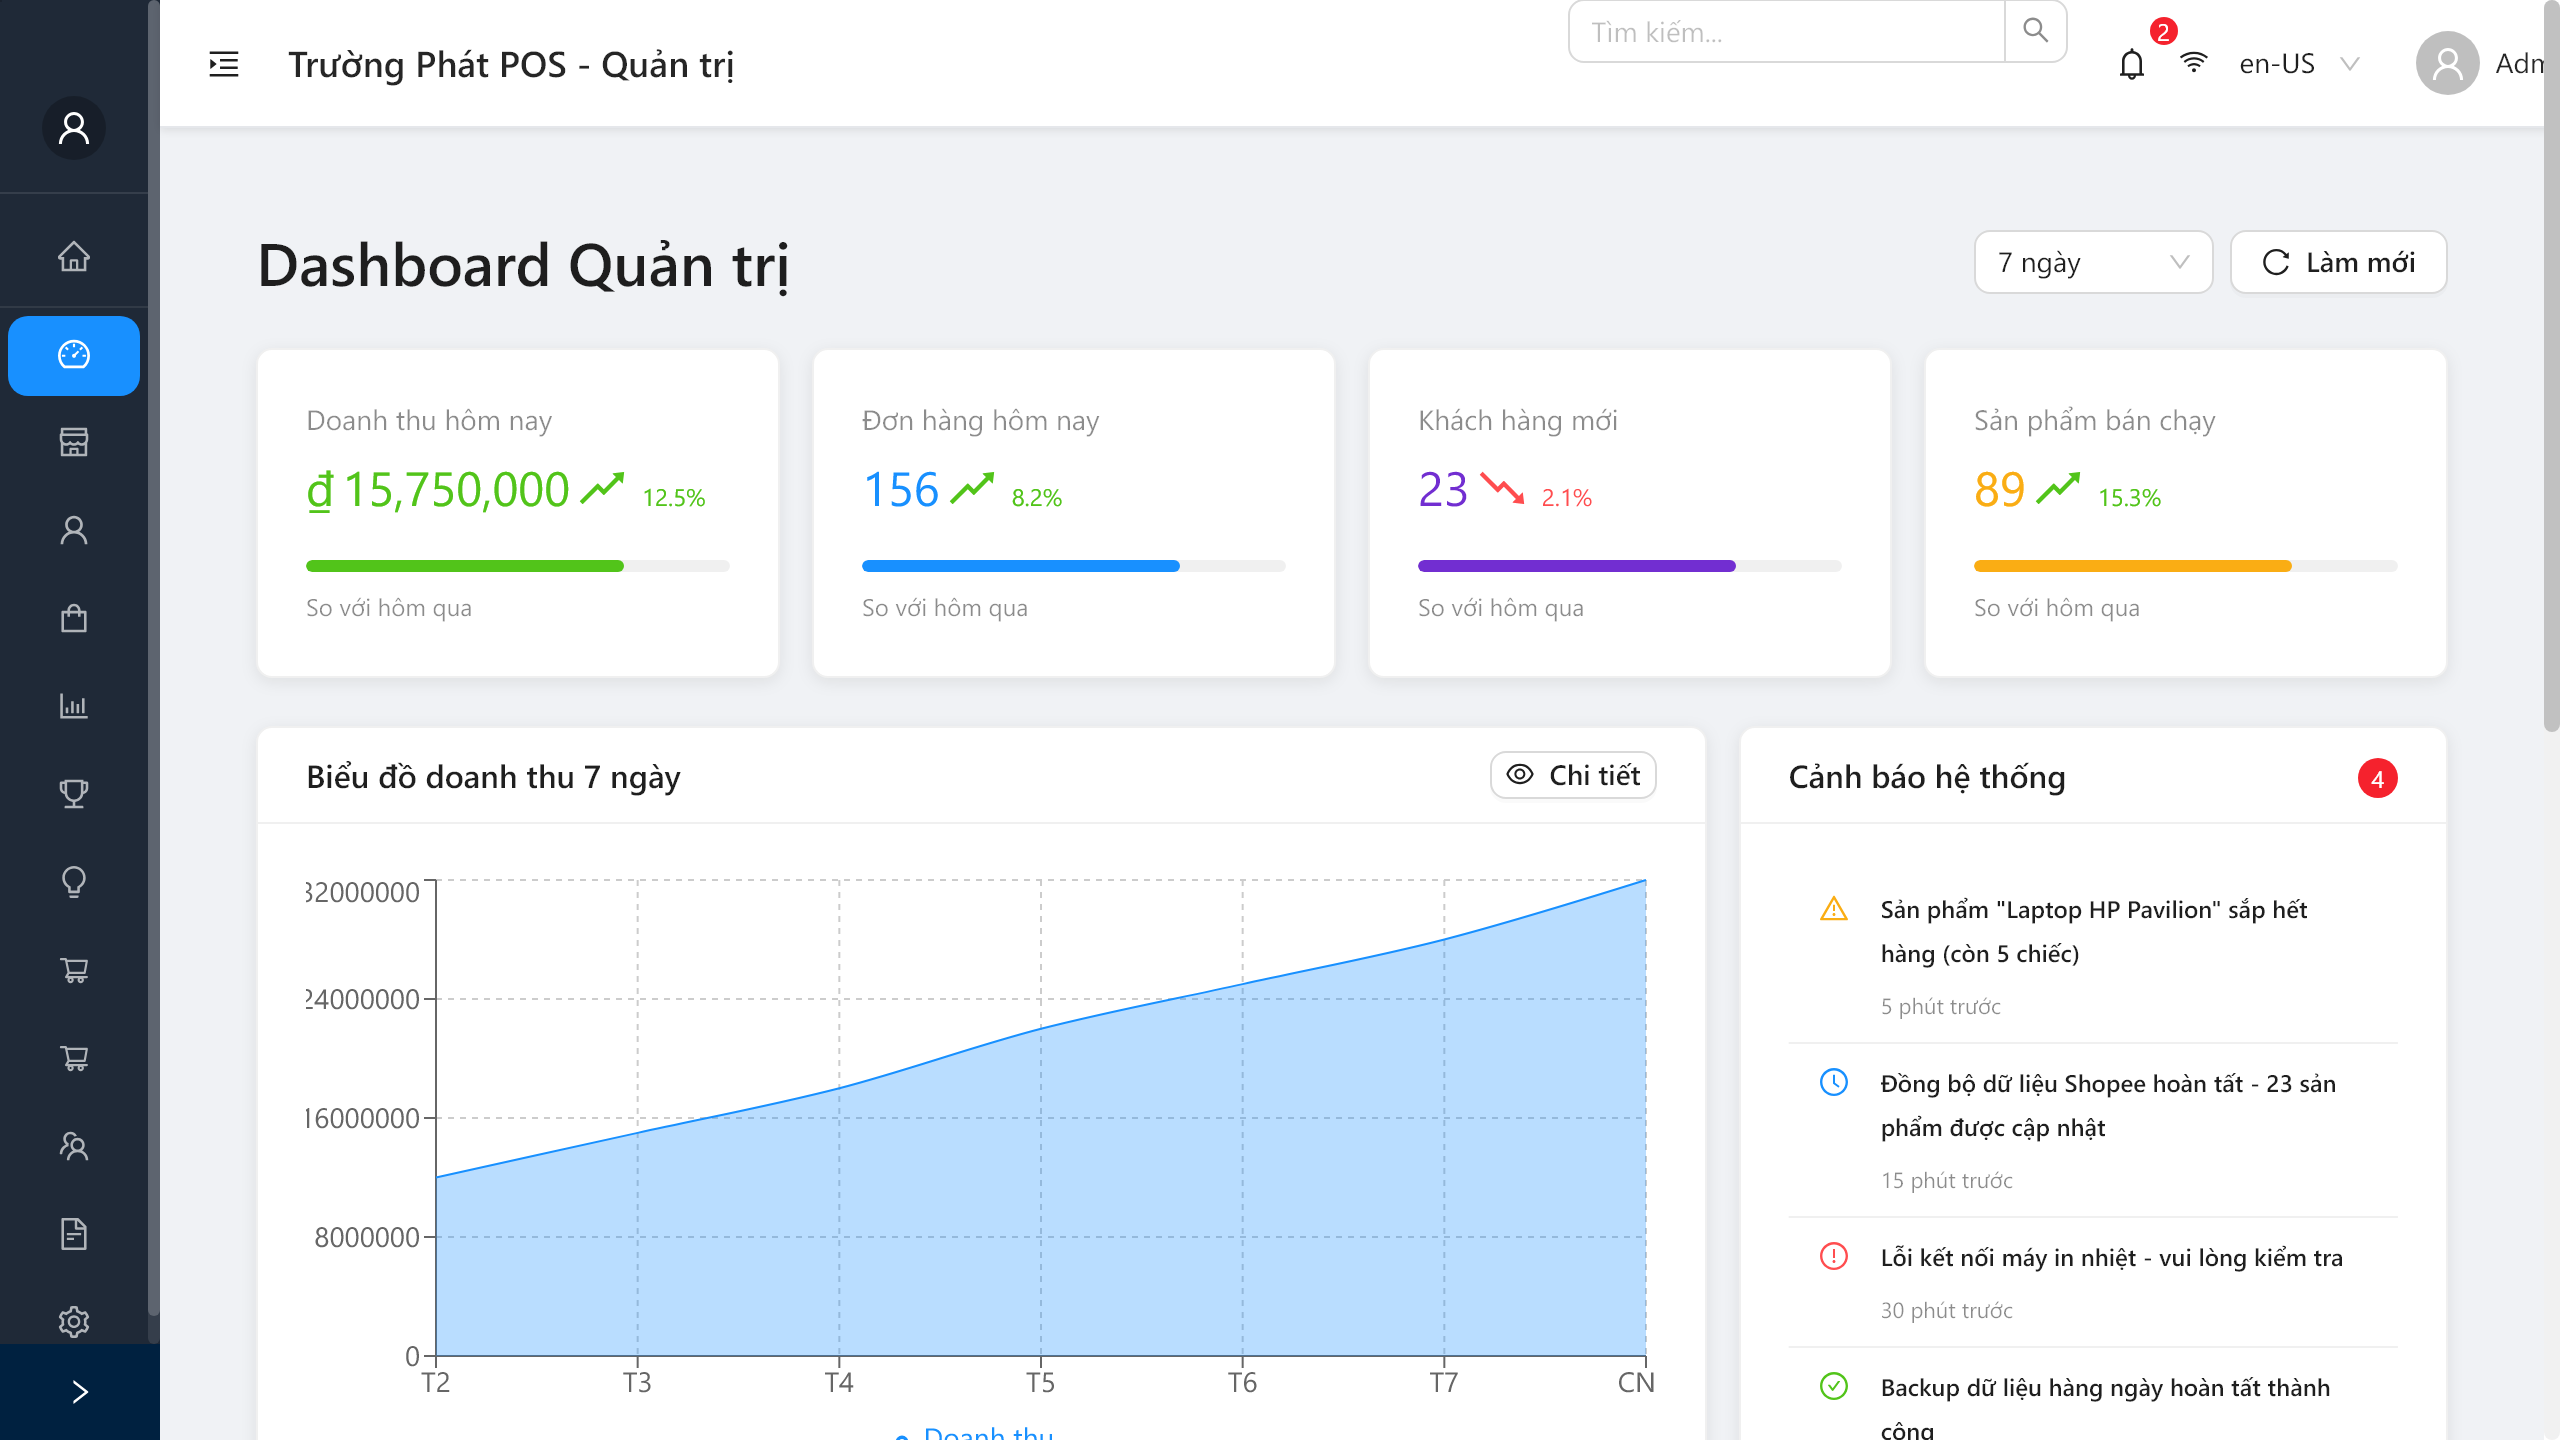 Trường Phát POS - Quản trị
Tìm kiếm...
2
en-US
Adm
Dashboard Quản trị
7 ngày
Làm mới
Doanh thu hôm nay
₫ 15,750,000 12.5%
So với hôm qua
Đơn hàng hôm nay
156 8.2%
So với hôm qua
Khách hàng mới
23 2.1%
So với hôm qua
Sản phẩm bán chạy
89 15.3%
So với hôm qua
Biểu đồ doanh thu 7 ngày
Chi tiết
32000000
24000000
16000000
8000000
0
T2 T3 T4 T5 T6 T7 CN
Doanh thu
Cảnh báo hệ thống
4
Sản phẩm "Laptop HP Pavilion" sắp hết
hàng (còn 5 chiếc)
5 phút trước
Đồng bộ dữ liệu Shopee hoàn tất - 23 sản
phẩm được cập nhật
15 phút trước
Lỗi kết nối máy in nhiệt - vui lòng kiểm tra
30 phút trước
Backup dữ liệu hàng ngày hoàn tất thành
công